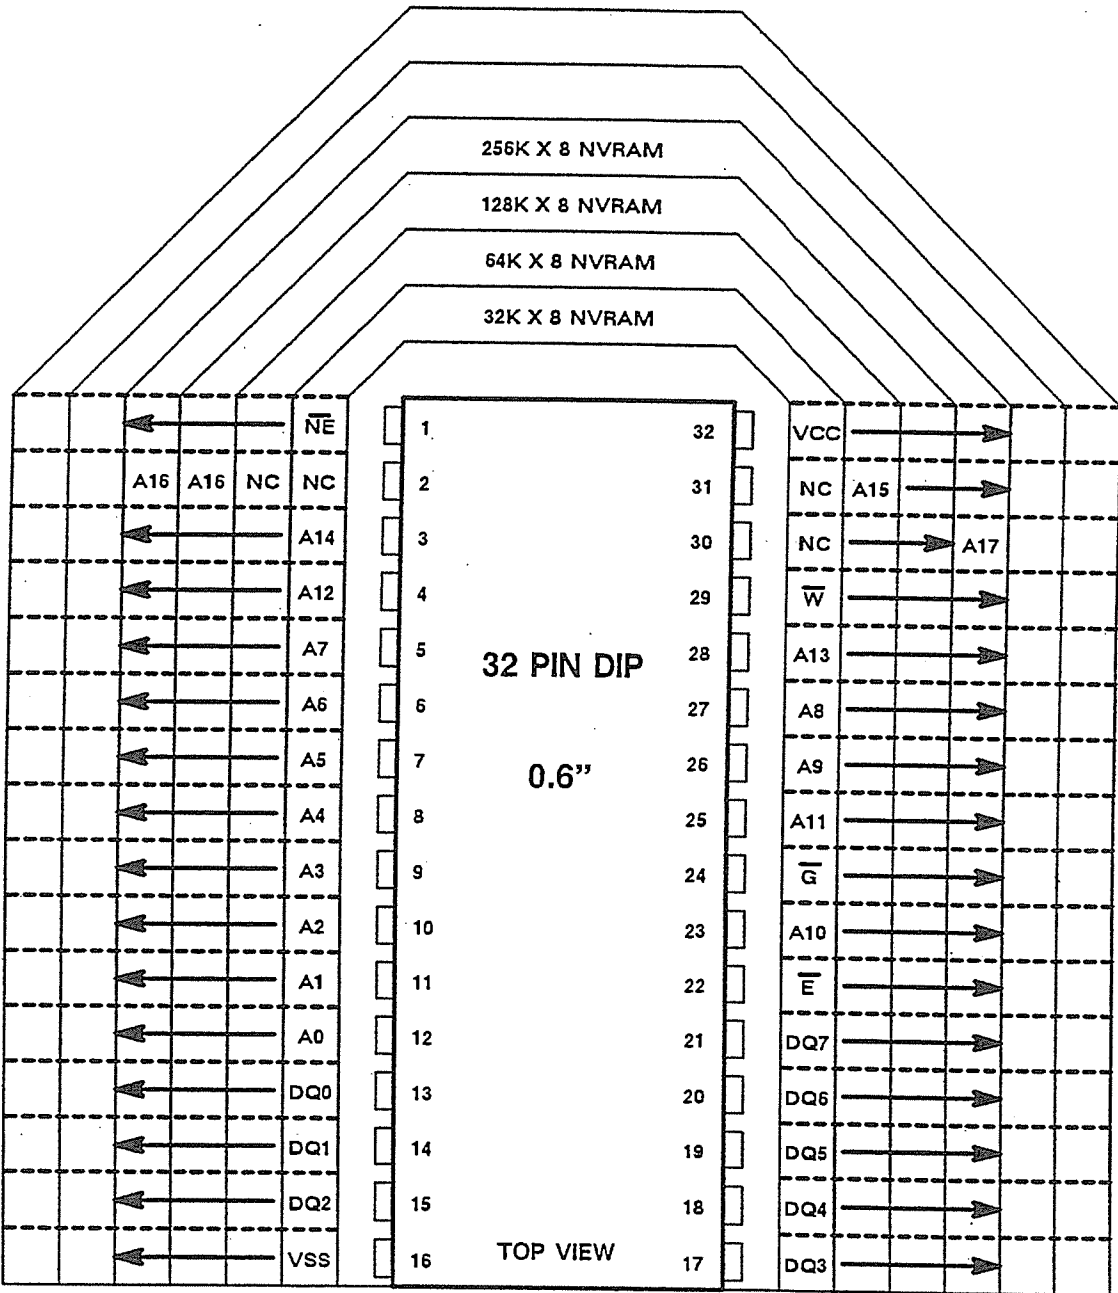 256K X 8 NVRAM
128K X 8 NVRAM
64K X 8 NVRAM
32K X 8 NVRAM
N̅E̅ 1 32 VCC
A16 A16 NC NC 2 31 NC A15
A14 3 30 NC A17
A12 4 29 W̅
A7 5 28 A13
32 PIN DIP
A6 6 27 A8
A5 7 26 A9
0.6”
A4 8 25 A11
A3 9 24 G̅
A2 10 23 A10
A1 11 22 E̅
A0 12 21 DQ7
DQ0 13 20 DQ6
DQ1 14 19 DQ5
DQ2 15 18 DQ4
VSS 16 TOP VIEW 17 DQ3